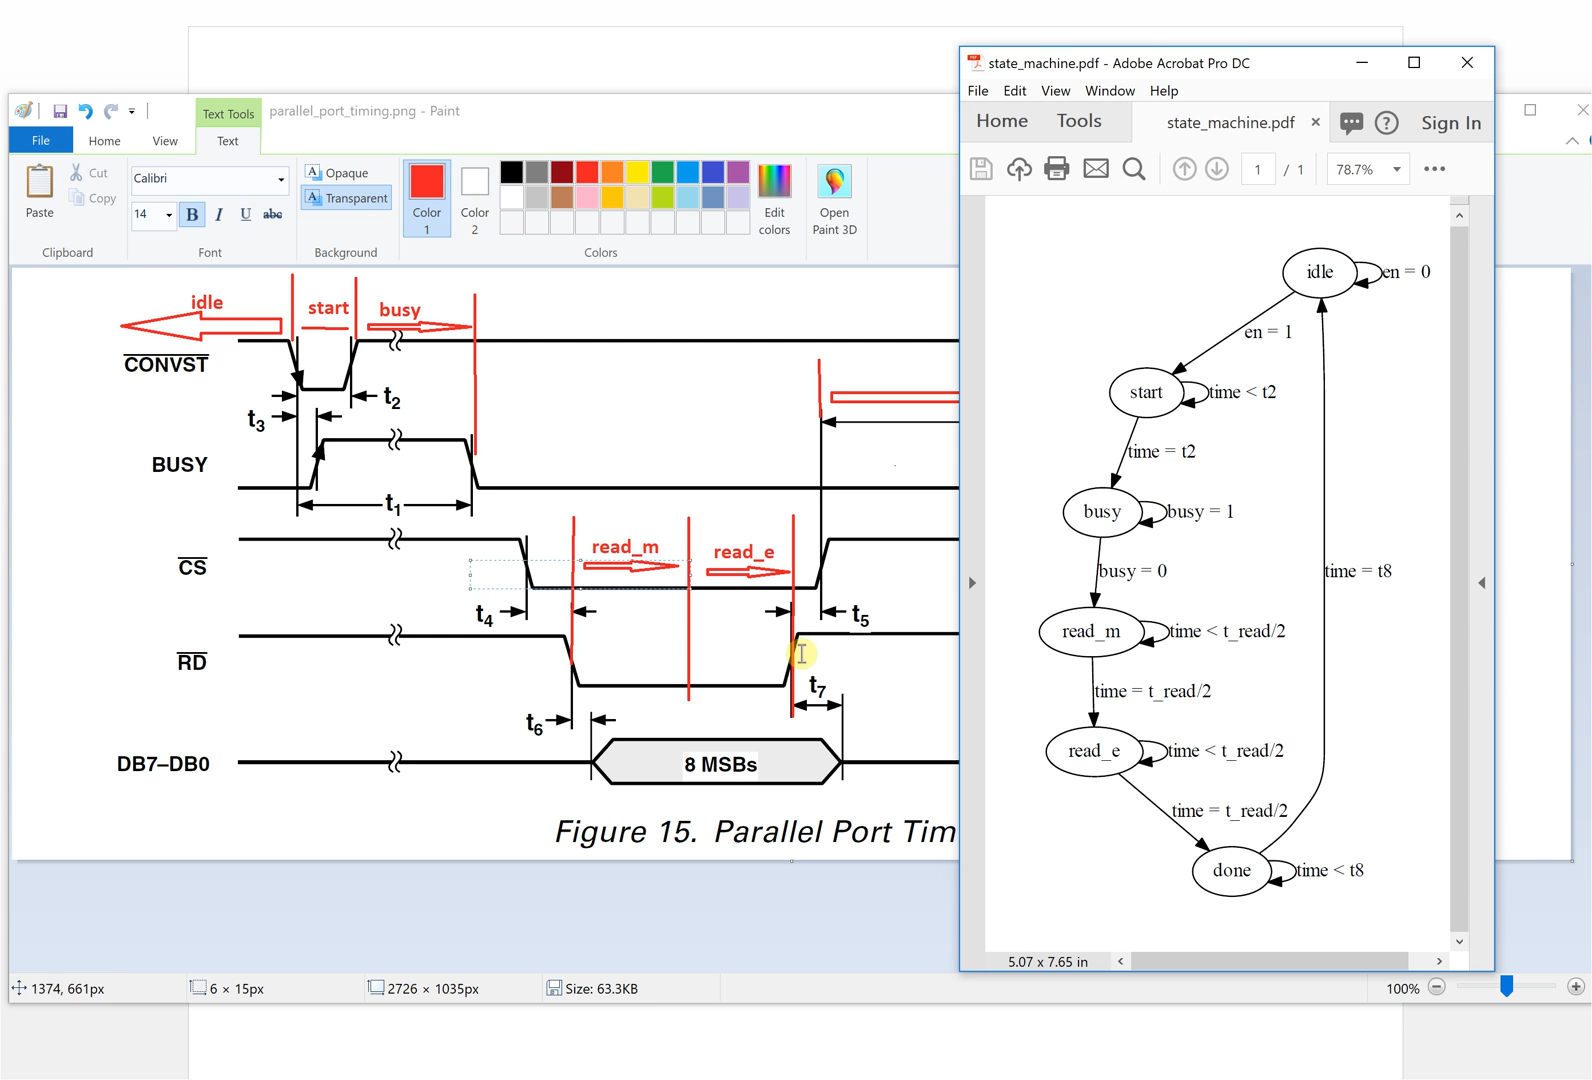 parallel_port_timing.png - Paint
Text Tools
File
Home
View
Text
Paste
Cut
Copy
Clipboard
Calibri
14
B I U abc
Font
Opaque
Transparent
Background
Color 1
Color 2
Edit colors
Open Paint 3D
Colors
idle
start
busy
CONVST
t2
t3
BUSY
t1
read_m
read_e
CS
t4
t5
RD
t7
t6
DB7–DB0
8 MSBs
Figure 15. Parallel Port Tim
1374, 661px
6 × 15px
2726 × 1035px
Size: 63.3KB
100%
state_machine.pdf - Adobe Acrobat Pro DC
File Edit View Window Help
Home
Tools
state_machine.pdf ×
?
Sign In
1 / 1
78.7%
idle
en = 0
en = 1
start
time < t2
time = t2
busy
busy = 1
busy = 0
time = t8
read_m
time < t_read/2
time = t_read/2
read_e
time < t_read/2
time = t_read/2
done
time < t8
5.07 x 7.65 in